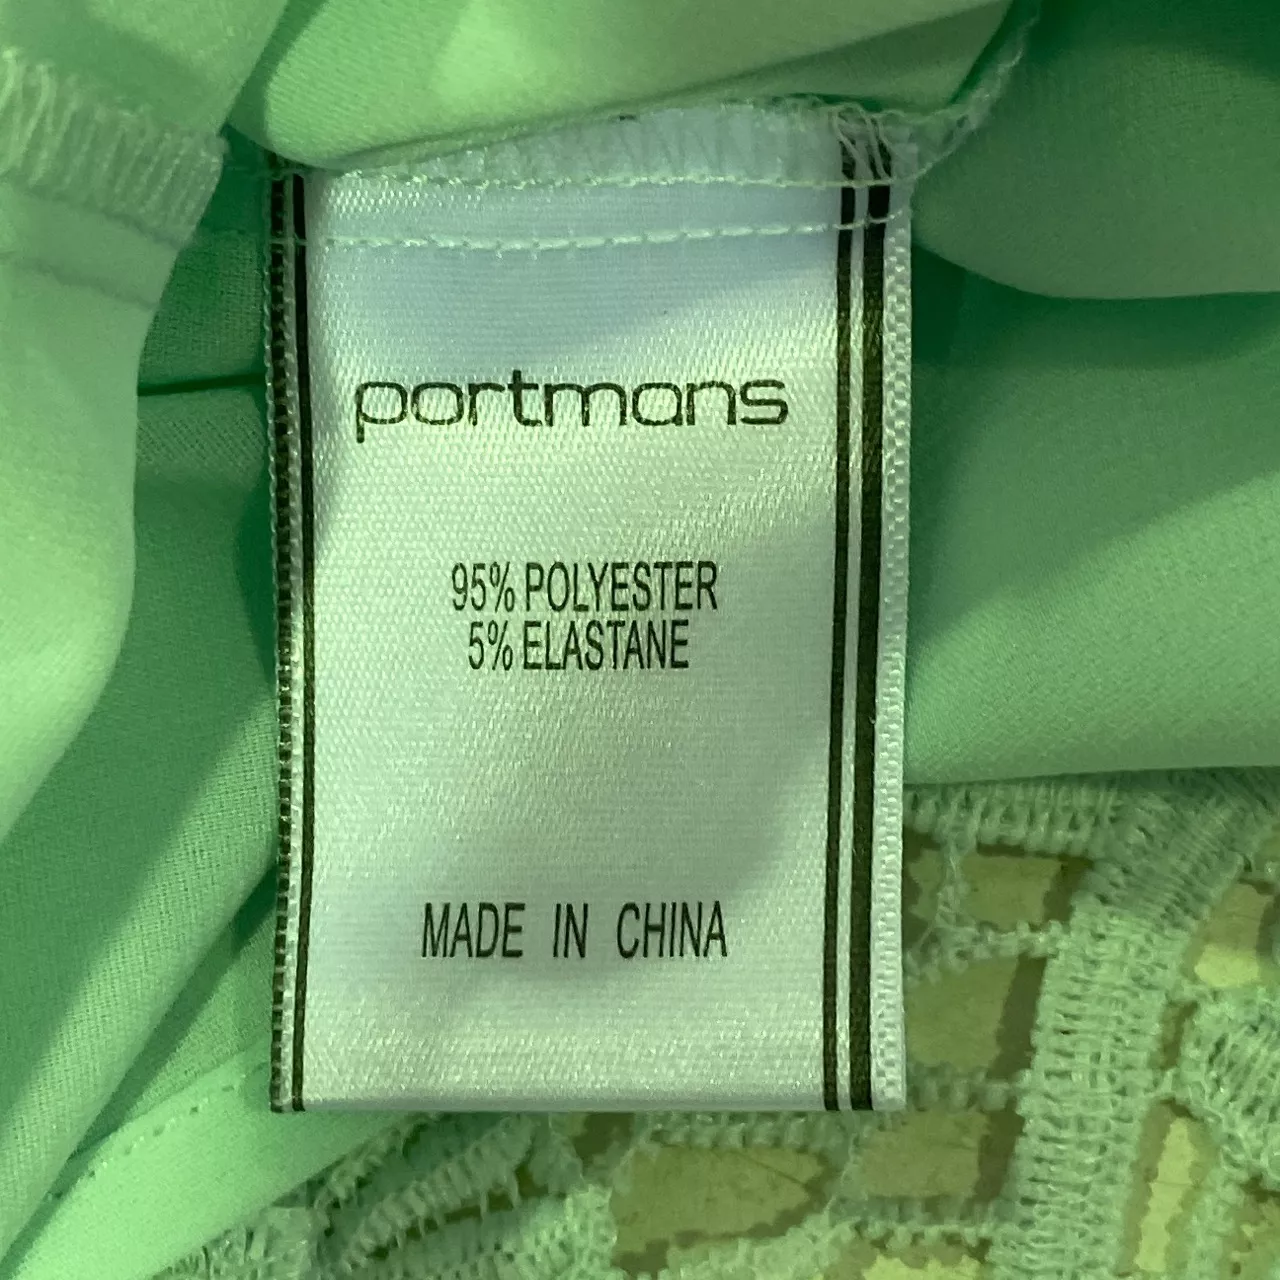 portmans
95% POLYESTER
5% ELASTANE
MADE IN CHINA